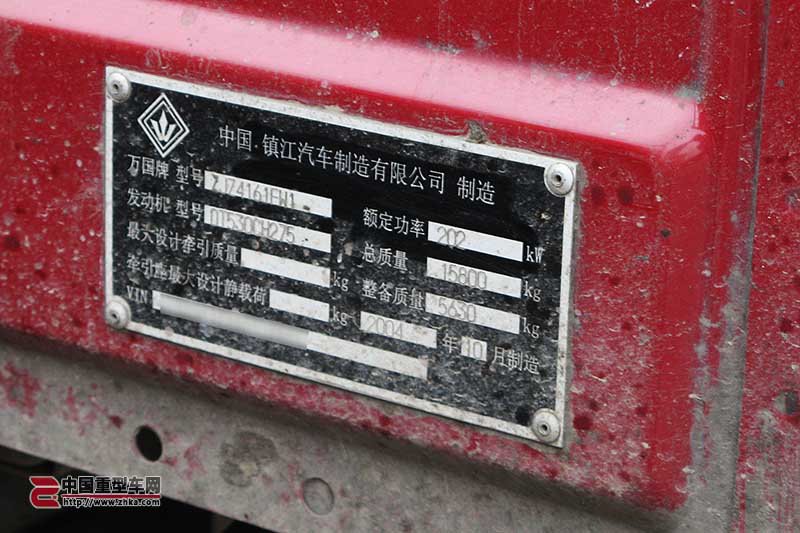 中国·镇江汽车制造有限公司 制造
万国牌 型号 ZJZ4161FW1
发动机 型号 DT530CH275 额定功率 202 kW
最大设计牵引质量 kg 总质量 15800 kg
牵引座最大设计静载荷 kg 整备质量 5630 kg
VIN 2004 年 10 月制造
中国重型车网
http://www.zhka.com